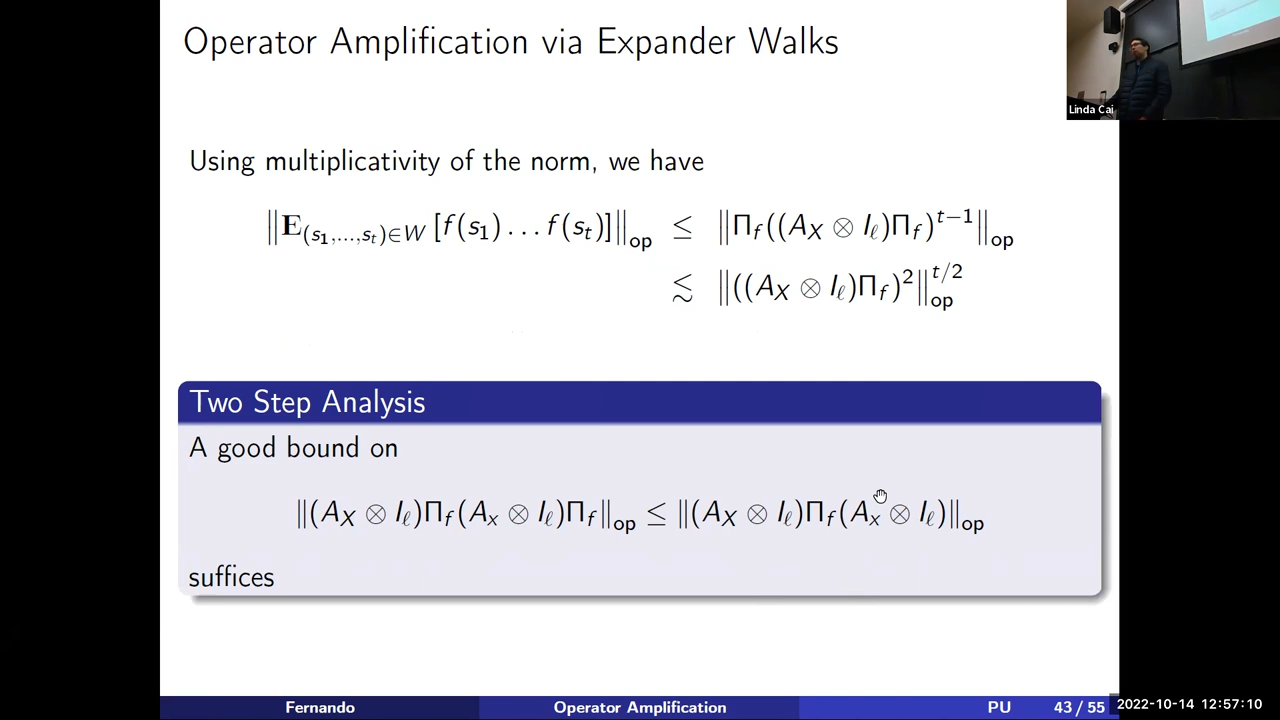 Operator Amplification via Expander Walks
Linda Cai
Using multiplicativity of the norm, we have
‖E_{(s_1,...,s_t)∈W} [f(s_1)...f(s_t)]‖_op ≤ ‖Π_f((A_X ⊗ I_ℓ)Π_f)^{t−1}‖_op
≲ ‖((A_X ⊗ I_ℓ)Π_f)^2‖_op^{t/2}
Two Step Analysis
A good bound on
‖(A_X ⊗ I_ℓ)Π_f(A_x ⊗ I_ℓ)Π_f‖_op ≤ ‖(A_X ⊗ I_ℓ)Π_f(A_x ⊗ I_ℓ)‖_op
suffices
Fernando Operator Amplification PU 43 / 55 2022-10-14 12:57:10